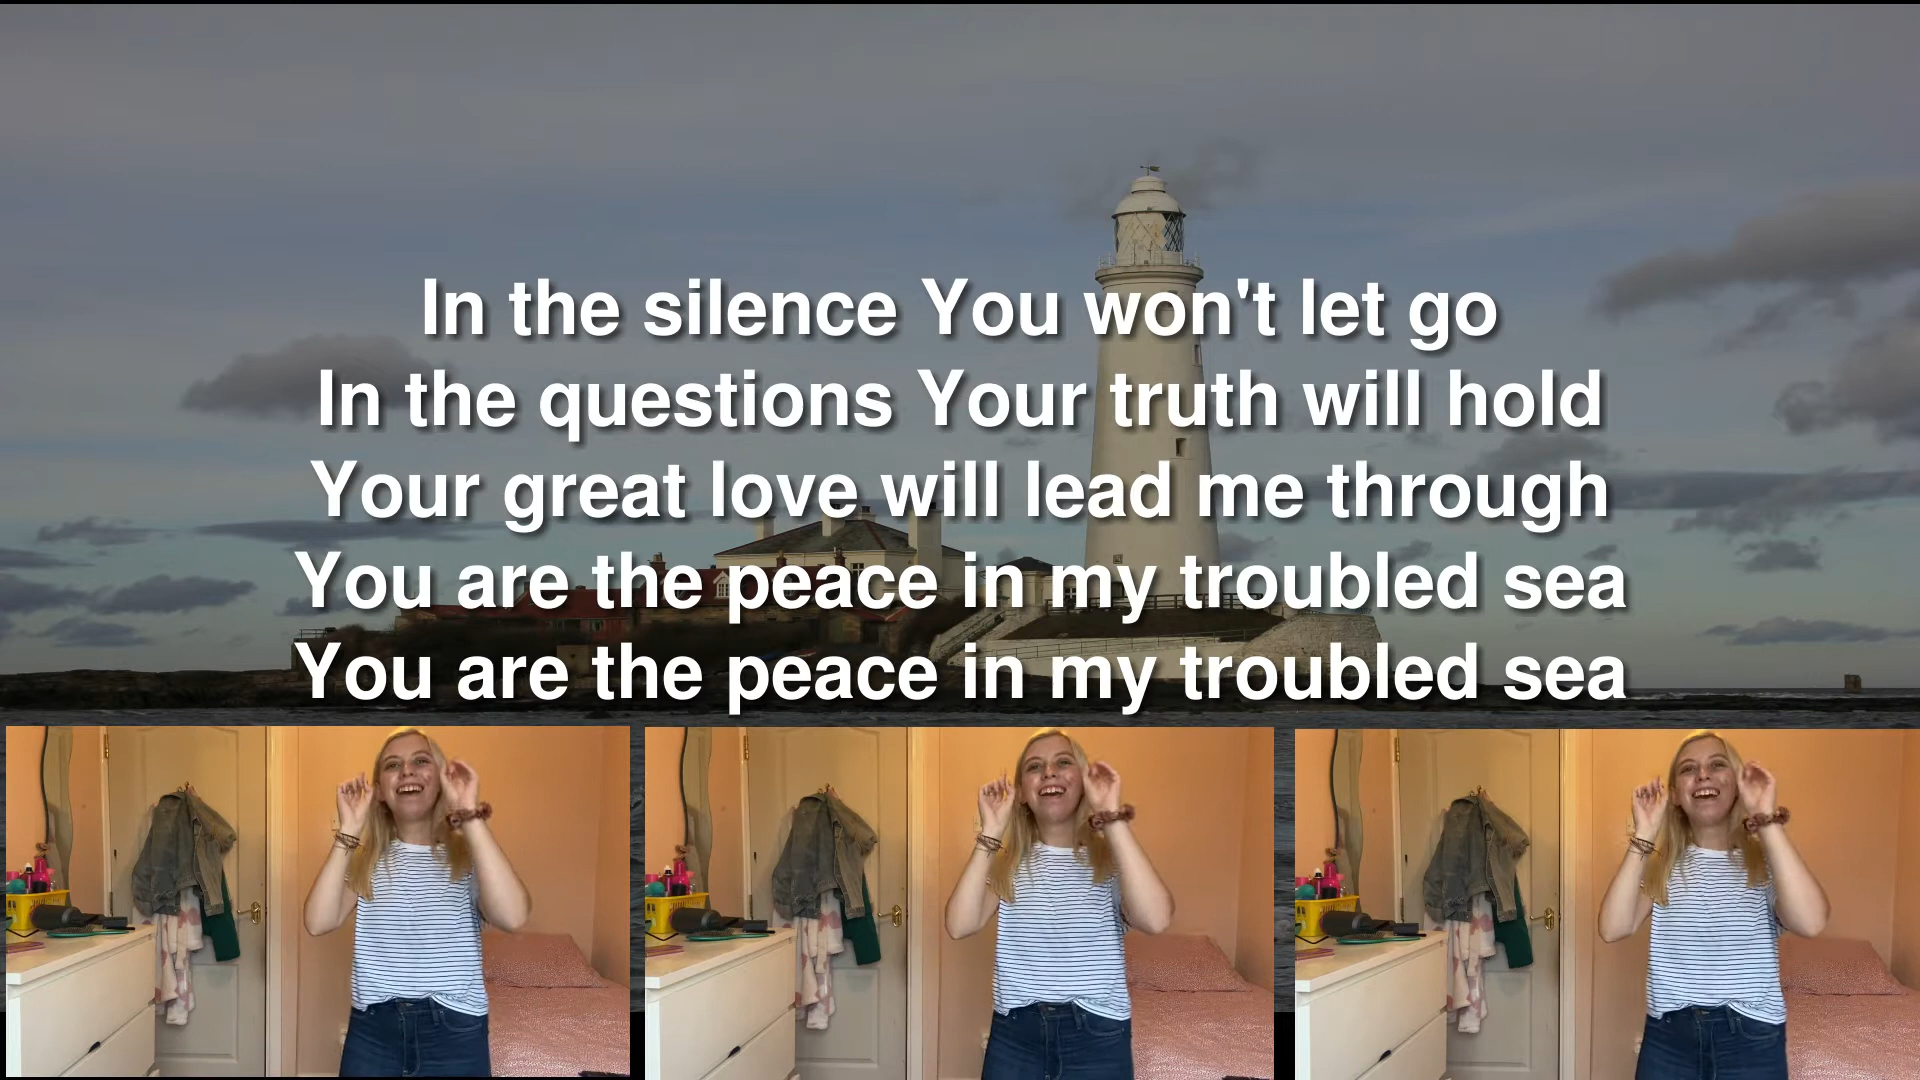 In the silence You won't let go
In the questions Your truth will hold
Your great love will lead me through
You are the peace in my troubled sea
You are the peace in my troubled sea